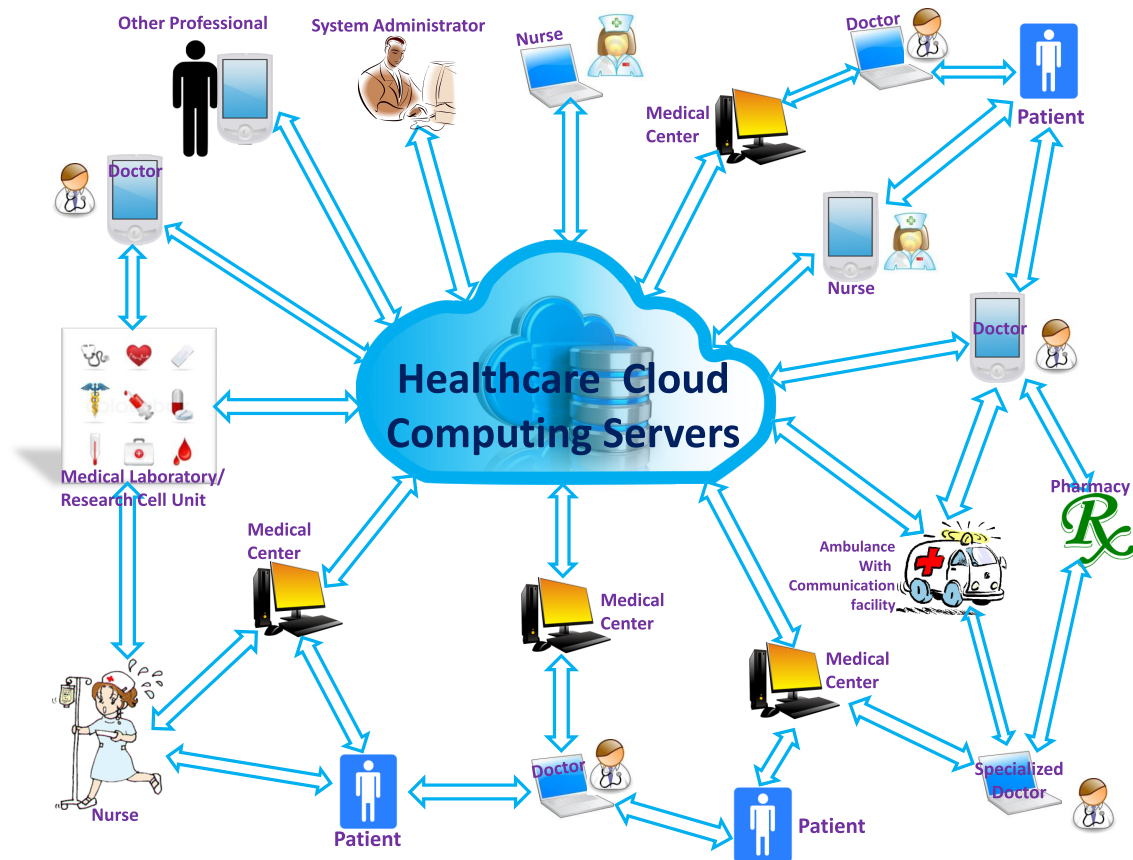 Other Professional
System Administrator
Nurse
Doctor
Patient
Medical
Center
Doctor
Nurse
Doctor
Healthcare Cloud
Computing Servers
Medical Laboratory/
Research Cell Unit
Pharmacy
Rx
Ambulance
With
Communication
facility
Medical
Center
Medical
Center
Medical
Center
Nurse
Patient
Doctor
Patient
Specialized
Doctor